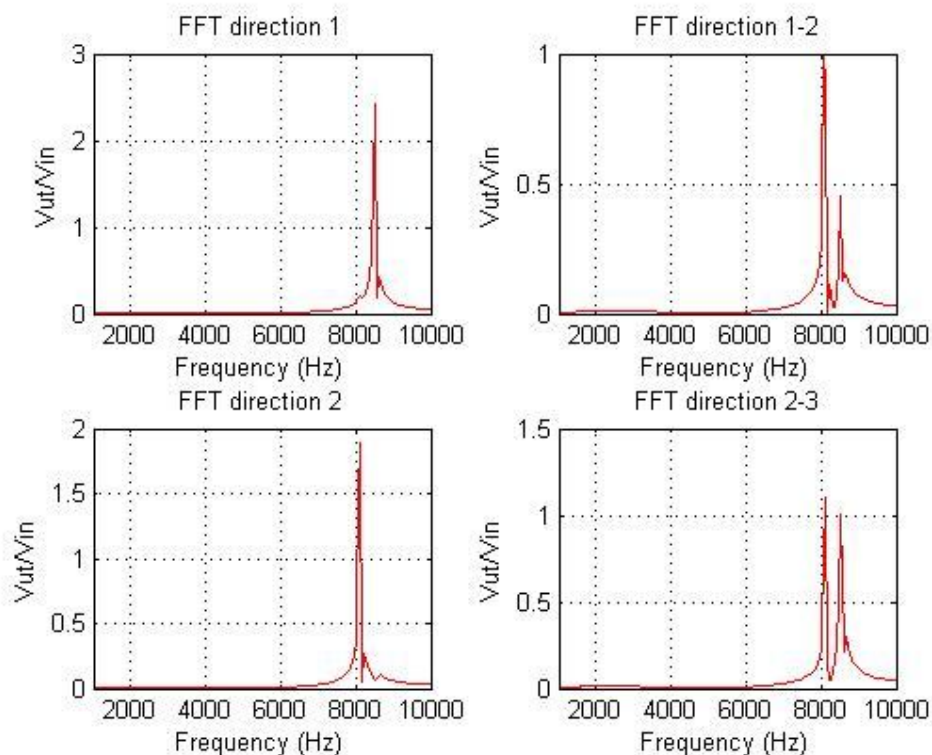 FFT direction 1
3
2
1
0
Vut/Vin
2000 4000 6000 8000 10000
Frequency (Hz)
FFT direction 1-2
1
0.5
0
Vut/Vin
2000 4000 6000 8000 10000
Frequency (Hz)
FFT direction 2
2
1.5
1
0.5
0
Vut/Vin
2000 4000 6000 8000 10000
Frequency (Hz)
FFT direction 2-3
1.5
1
0.5
0
Vut/Vin
2000 4000 6000 8000 10000
Frequency (Hz)